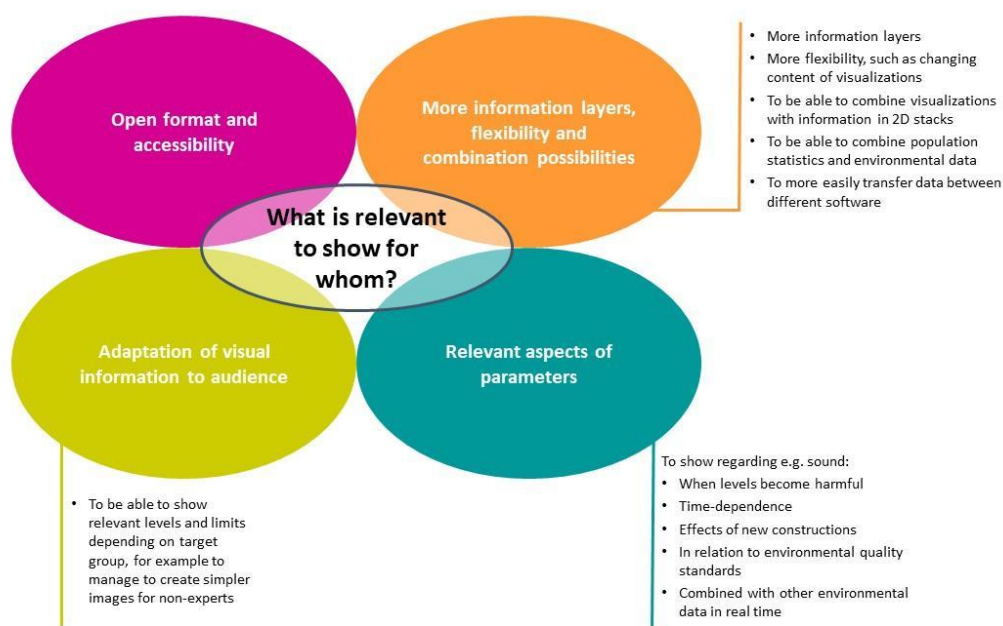 Open format and
accessibility
More information layers,
flexibility and
combination possibilities
• More information layers
• More flexibility, such as changing
content of visualizations
• To be able to combine visualizations
with information in 2D stacks
• To be able to combine population
statistics and environmental data
• To more easily transfer data between
different software
What is relevant
to show for
whom?
Adaptation of visual
information to audience
Relevant aspects of
parameters
• To be able to show
relevant levels and limits
depending on target
group, for example to
manage to create simpler
images for non-experts
To show regarding e.g. sound:
• When levels become harmful
• Time-dependence
• Effects of new constructions
• In relation to environmental quality
standards
• Combined with other environmental
data in real time